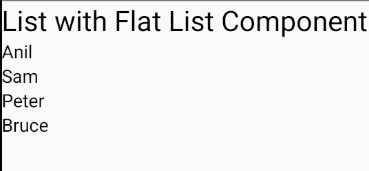 List with Flat List Component
Anil
Sam
Peter
Bruce